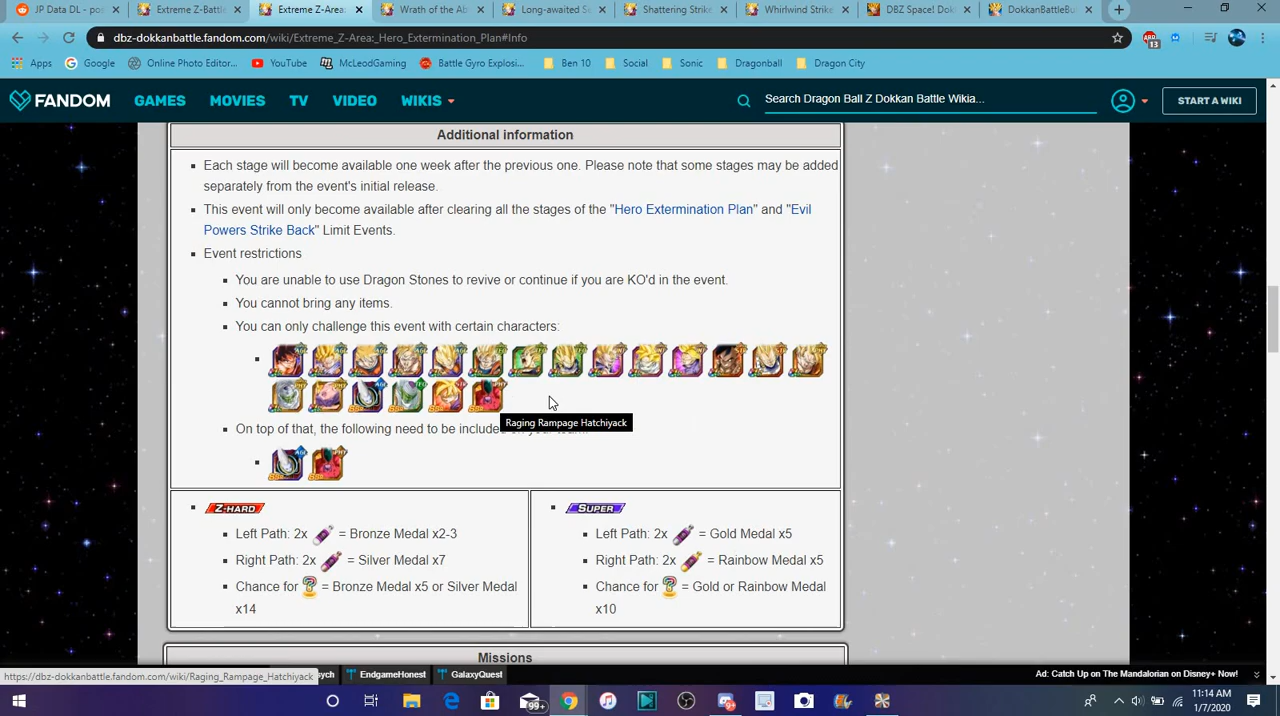 JP Data DL - pos
Extreme Z-Battle
Extreme Z-Area:
Wrath of the Ab
Long-awaited Se
Shattering Strike
Whirlwind Strike
DBZ Space! Dok
DokkanBattleBu
dbz-dokkanbattle.fandom.com/wiki/Extreme_Z-Area:_Hero_Extermination_Plan#Info
13
Apps
Google
Online Photo Editor...
YouTube
McLeodGaming
Battle Gyro Explosi...
Ben 10
Social
Sonic
Dragonball
Dragon City
FANDOM
GAMES
MOVIES
TV
VIDEO
WIKIS
Search Dragon Ball Z Dokkan Battle Wikia...
START A WIKI
Additional information
Each stage will become available one week after the previous one. Please note that some stages may be added
separately from the event's initial release.
This event will only become available after clearing all the stages of the "Hero Extermination Plan" and "Evil
Powers Strike Back" Limit Events.
Event restrictions
You are unable to use Dragon Stones to revive or continue if you are KO'd in the event.
You cannot bring any items.
You can only challenge this event with certain characters:
Raging Rampage Hatchiyack
On top of that, the following need to be included
Z-HARD
Left Path: 2x = Bronze Medal x2-3
Right Path: 2x = Silver Medal x7
Chance for = Bronze Medal x5 or Silver Medal
x14
SUPER
Left Path: 2x = Gold Medal x5
Right Path: 2x = Rainbow Medal x5
Chance for = Gold or Rainbow Medal
x10
Missions
https://dbz-dokkanbattle.fandom.com/wiki/Raging_Rampage_Hatchiyack
ych
EndgameHonest
GalaxyQuest
Ad: Catch Up on The Mandalorian on Disney+ Now!
99+
11:14 AM
1/7/2020